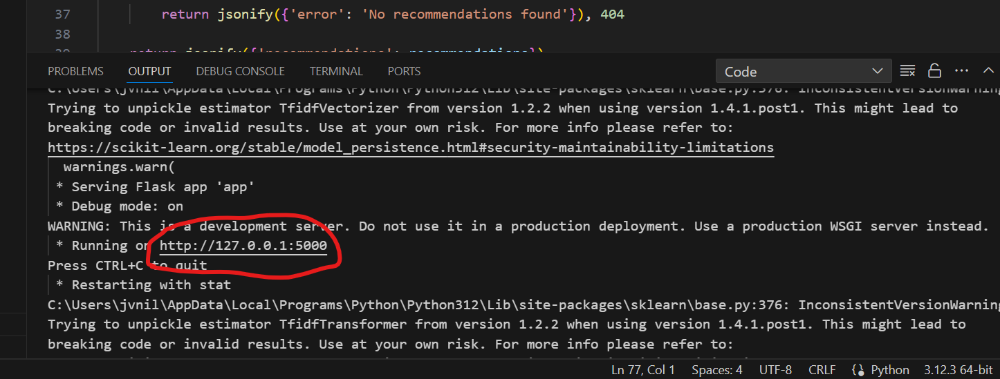 37 return jsonify({'error': 'No recommendations found'}), 404
38
39 return jsonify({'recommendations': recommendations})
PROBLEMS OUTPUT DEBUG CONSOLE TERMINAL PORTS Code
C:\Users\jvnil\AppData\Local\Programs\Python\Python312\Lib\site-packages\sklearn\base.py:376: InconsistentVersionWarning
Trying to unpickle estimator TfidfVectorizer from version 1.2.2 when using version 1.4.1.post1. This might lead to
breaking code or invalid results. Use at your own risk. For more info please refer to:
https://scikit-learn.org/stable/model_persistence.html#security-maintainability-limitations
warnings.warn(
* Serving Flask app 'app'
* Debug mode: on
WARNING: This is a development server. Do not use it in a production deployment. Use a production WSGI server instead.
* Running on http://127.0.0.1:5000
Press CTRL+C to quit
* Restarting with stat
C:\Users\jvnil\AppData\Local\Programs\Python\Python312\Lib\site-packages\sklearn\base.py:376: InconsistentVersionWarning
Trying to unpickle estimator TfidfTransformer from version 1.2.2 when using version 1.4.1.post1. This might lead to
breaking code or invalid results. Use at your own risk. For more info please refer to:
Ln 77, Col 1 Spaces: 4 UTF-8 CRLF Python 3.12.3 64-bit